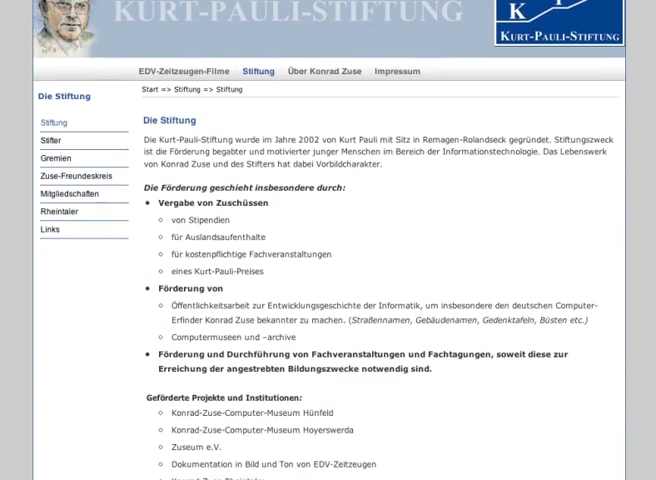 KURT-PAULI-STIFTUNG
K P
KURT-PAULI-STIFTUNG
EDV-Zeitzeugen-Filme Stiftung Über Konrad Zuse Impressum
Die Stiftung
Start => Stiftung => Stiftung
Stiftung
Stifter
Gremien
Zuse-Freundeskreis
Mitgliedschaften
Rheintaler
Links
Die Stiftung
Die Kurt-Pauli-Stiftung wurde im Jahre 2002 von Kurt Pauli mit Sitz in Remagen-Rolandseck gegründet. Stiftungszweck
ist die Förderung begabter und motivierter junger Menschen im Bereich der Informationstechnologie. Das Lebenswerk
von Konrad Zuse und des Stifters hat dabei Vorbildcharakter.
Die Förderung geschieht insbesondere durch:
Vergabe von Zuschüssen
von Stipendien
für Auslandsaufenthalte
für kostenpflichtige Fachveranstaltungen
eines Kurt-Pauli-Preises
Förderung von
Öffentlichkeitsarbeit zur Entwicklungsgeschichte der Informatik, um insbesondere den deutschen Computer-
Erfinder Konrad Zuse bekannter zu machen. (Straßennamen, Gebäudenamen, Gedenktafeln, Büsten etc.)
Computermuseen und –archive
Förderung und Durchführung von Fachveranstaltungen und Fachtagungen, soweit diese zur
Erreichung der angestrebten Bildungszwecke notwendig sind.
Geförderte Projekte und Institutionen:
Konrad-Zuse-Computer-Museum Hünfeld
Konrad-Zuse-Computer-Museum Hoyerswerda
Zuseum e.V.
Dokumentation in Bild und Ton von EDV-Zeitzeugen